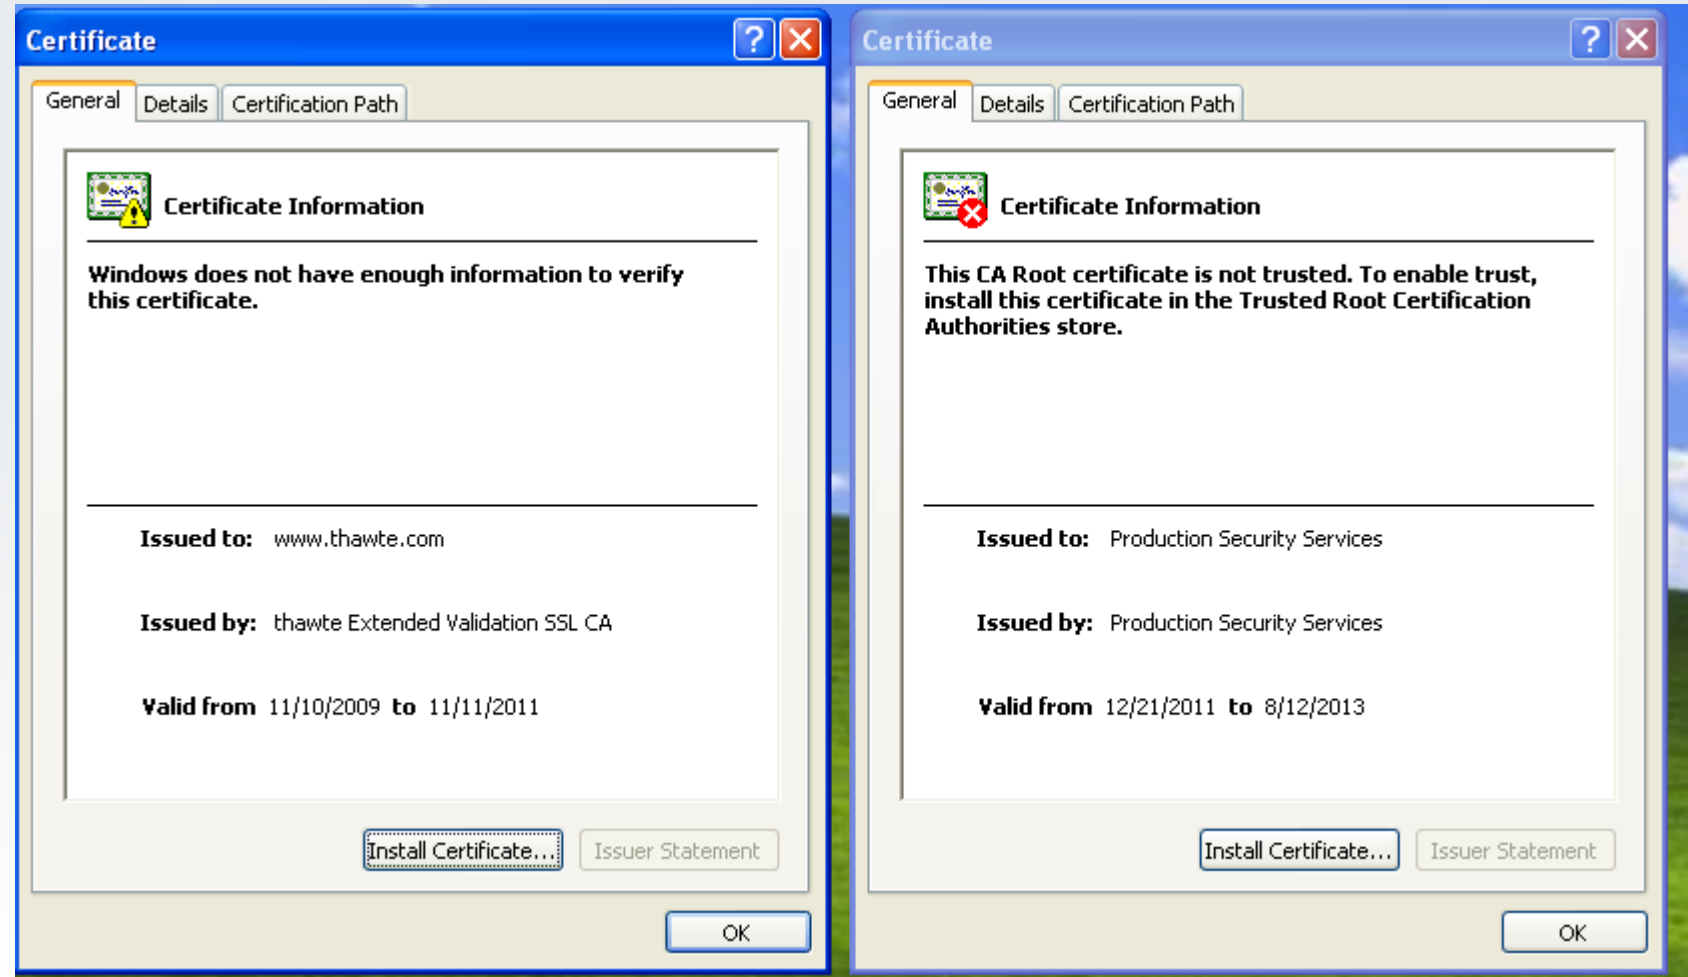 Certificate
General Details Certification Path
Certificate Information
Windows does not have enough information to verify
this certificate.
Issued to: www.thawte.com
Issued by: thawte Extended Validation SSL CA
Valid from 11/10/2009 to 11/11/2011
Install Certificate... Issuer Statement
OK
Certificate
General Details Certification Path
Certificate Information
This CA Root certificate is not trusted. To enable trust,
install this certificate in the Trusted Root Certification
Authorities store.
Issued to: Production Security Services
Issued by: Production Security Services
Valid from 12/21/2011 to 8/12/2013
Install Certificate... Issuer Statement
OK